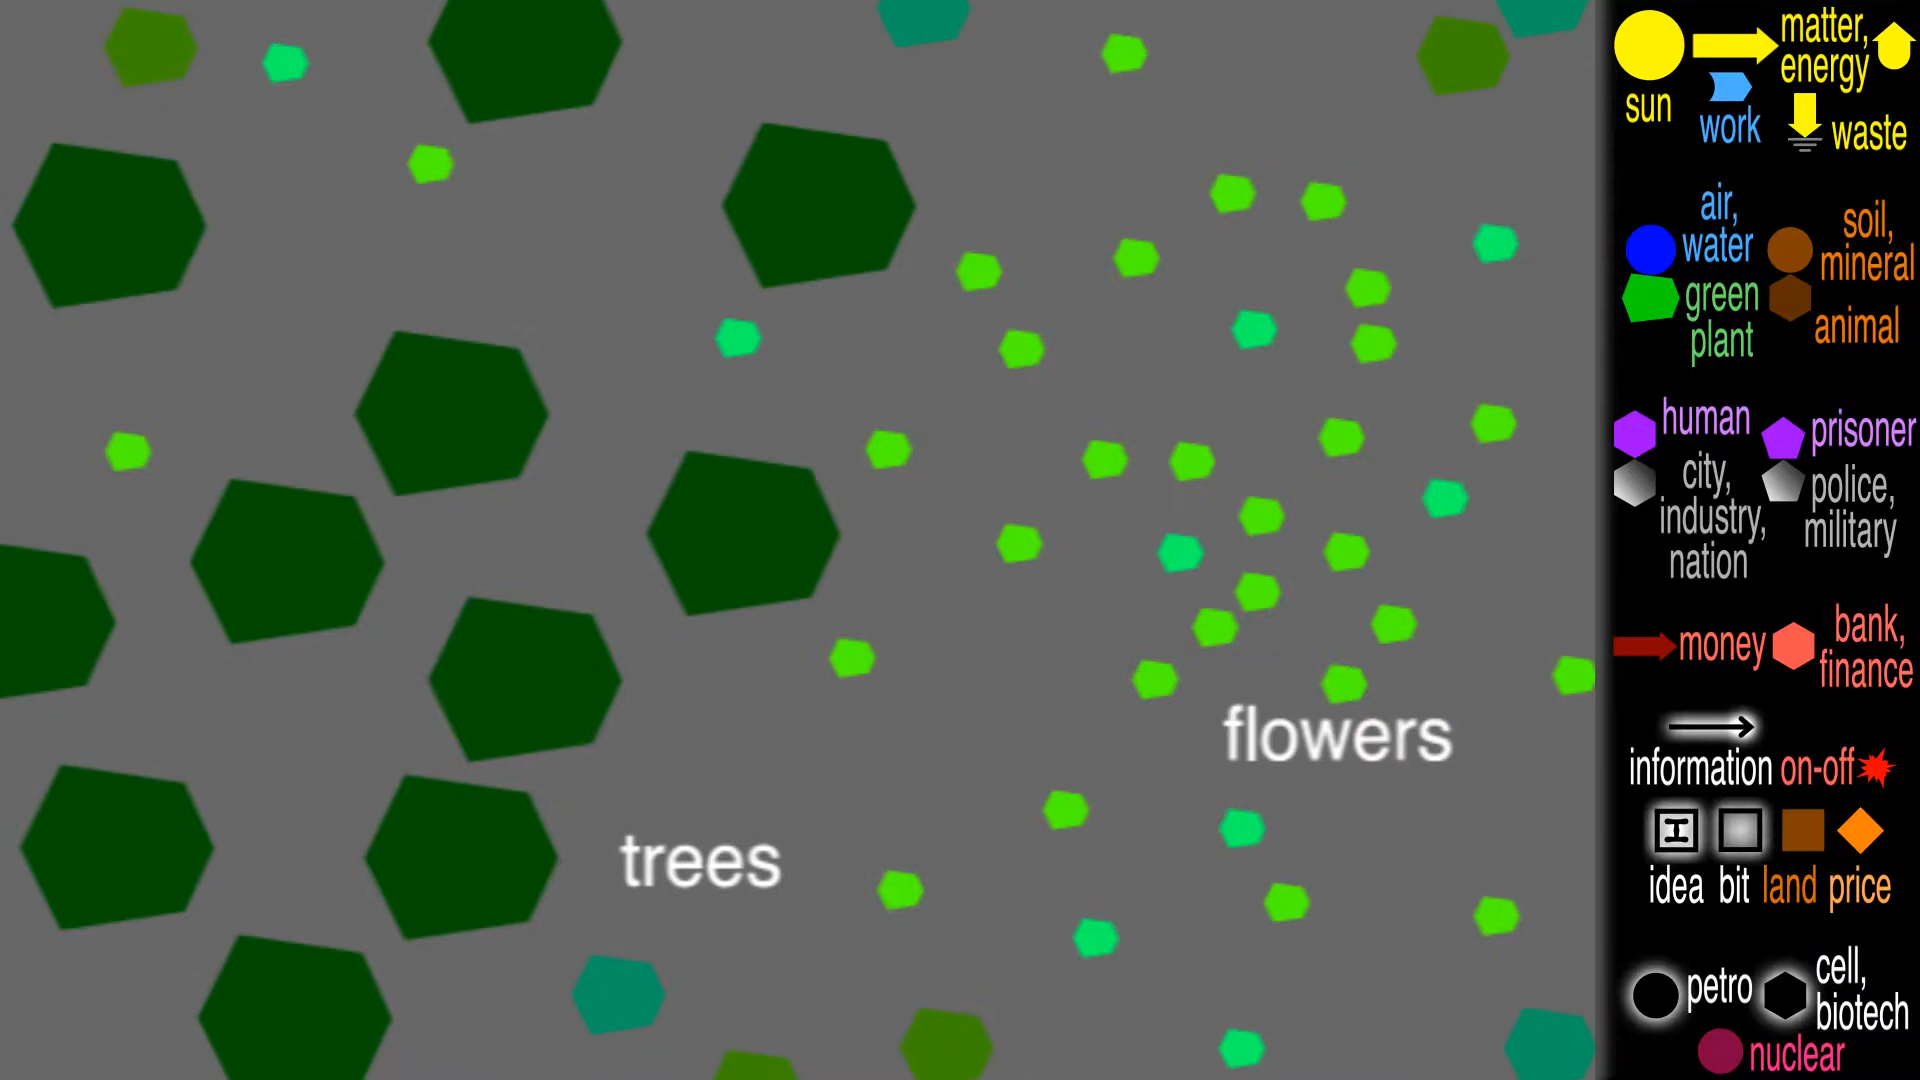 flowers
trees
sun
matter,
energy
work
waste
air,
water
soil,
mineral
green
plant
animal
human
prisoner
city,
industry,
nation
police,
military
money
bank,
finance
information on-off
I
idea bit land price
petro
cell,
biotech
nuclear